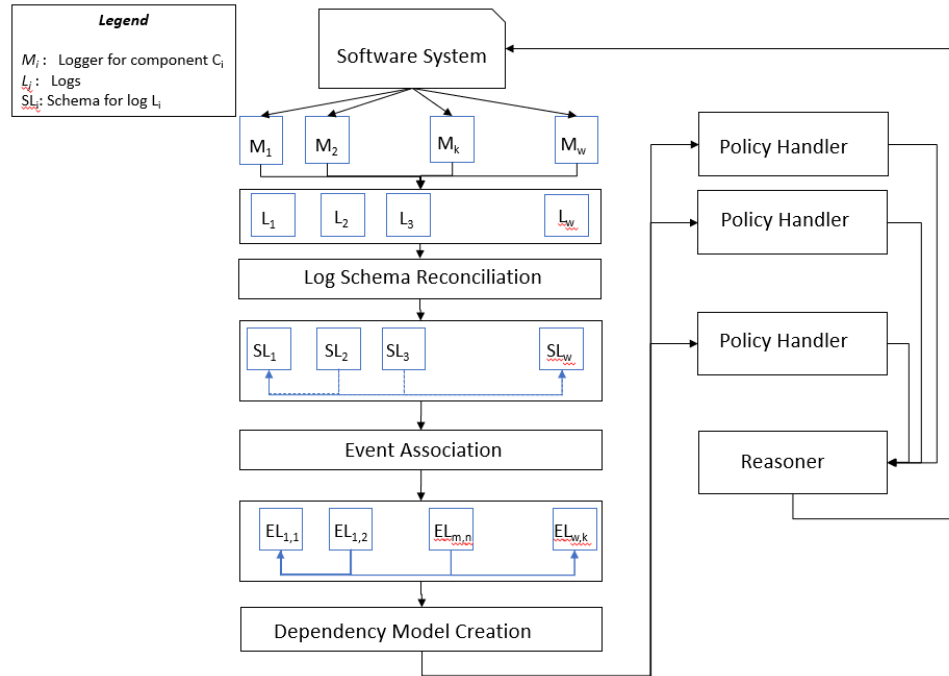 Legend
Mi : Logger for component Ci
Li : Logs
SLi: Schema for log Li
Software System
M1 M2 Mk Mw
L1 L2 L3 Lw
Log Schema Reconciliation
SL1 SL2 SL3 SLw
Event Association
EL1,1 EL1,2 ELm,n ELw,k
Dependency Model Creation
Policy Handler
Policy Handler
Policy Handler
Reasoner